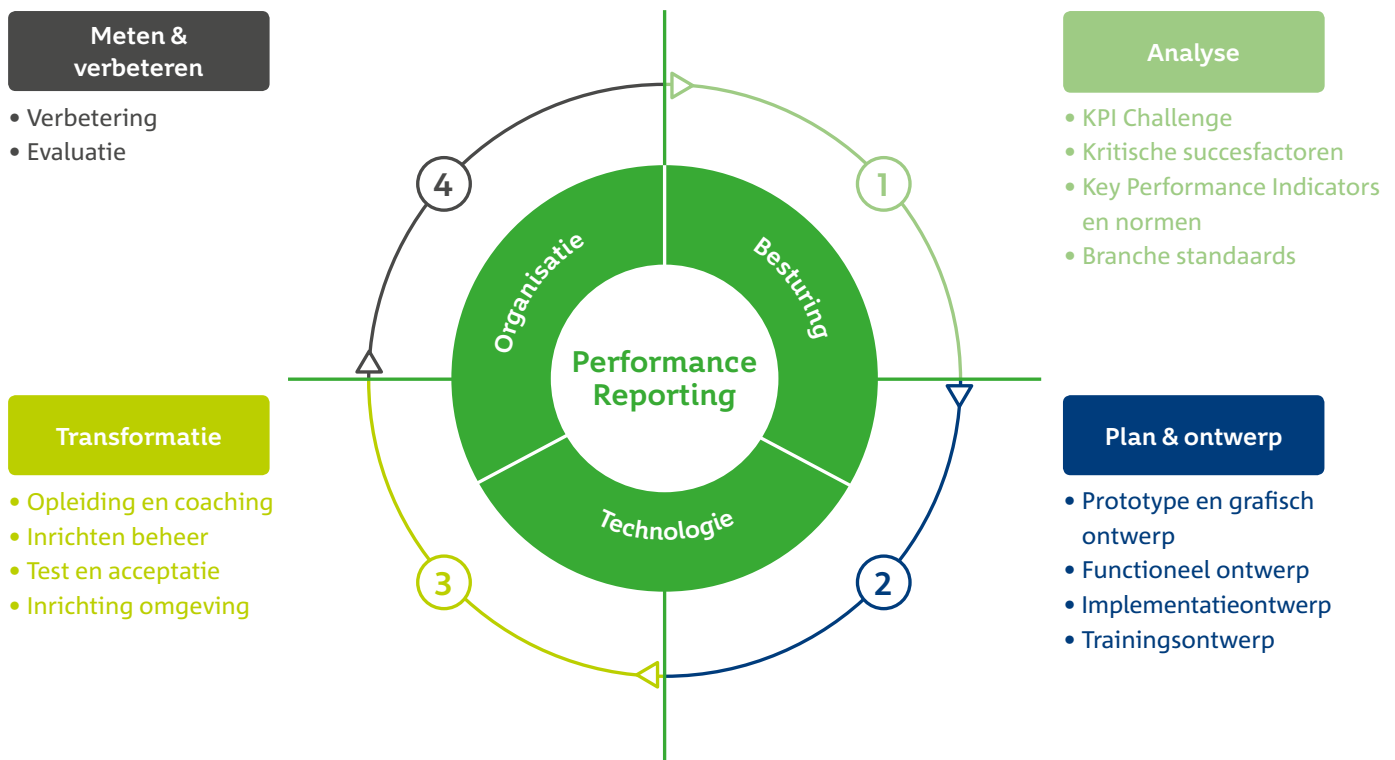 Meten &
verbeteren
• Verbetering
• Evaluatie
4
Analyse
• KPI Challenge
• Kritische succesfactoren
• Key Performance Indicators
en normen
• Branche standaards
1
Organisatie
Besturing
Technologie
Performance
Reporting
Transformatie
• Opleiding en coaching
• Inrichten beheer
• Test en acceptatie
• Inrichting omgeving
3
Plan & ontwerp
• Prototype en grafisch
ontwerp
• Functioneel ontwerp
• Implementatieontwerp
• Trainingsontwerp
2